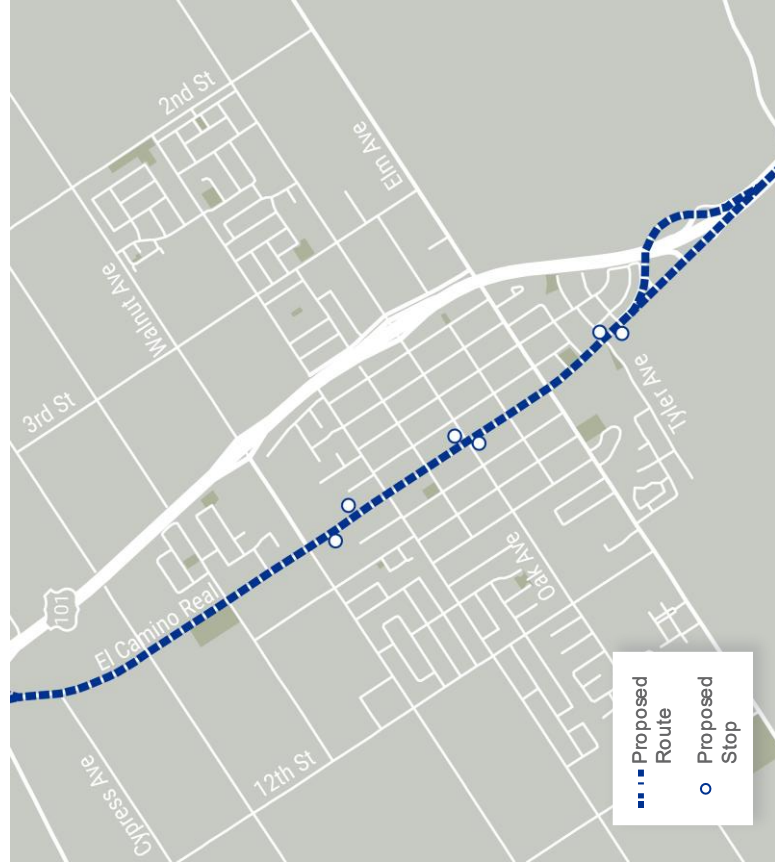 2nd St
Elm Ave
Walnut Ave
3rd St
101
El Camino Real
Oak Ave
Tyler Ave
12th St
Cypress Ave
Proposed
Route
Proposed
Stop